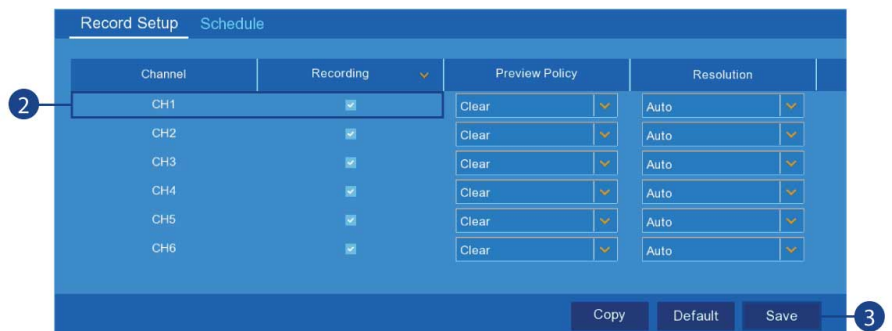 Record Setup Schedule
Channel Recording Preview Policy Resolution
2 CH1 Clear Auto
CH2 Clear Auto
CH3 Clear Auto
CH4 Clear Auto
CH5 Clear Auto
CH6 Clear Auto
Copy Default Save 3